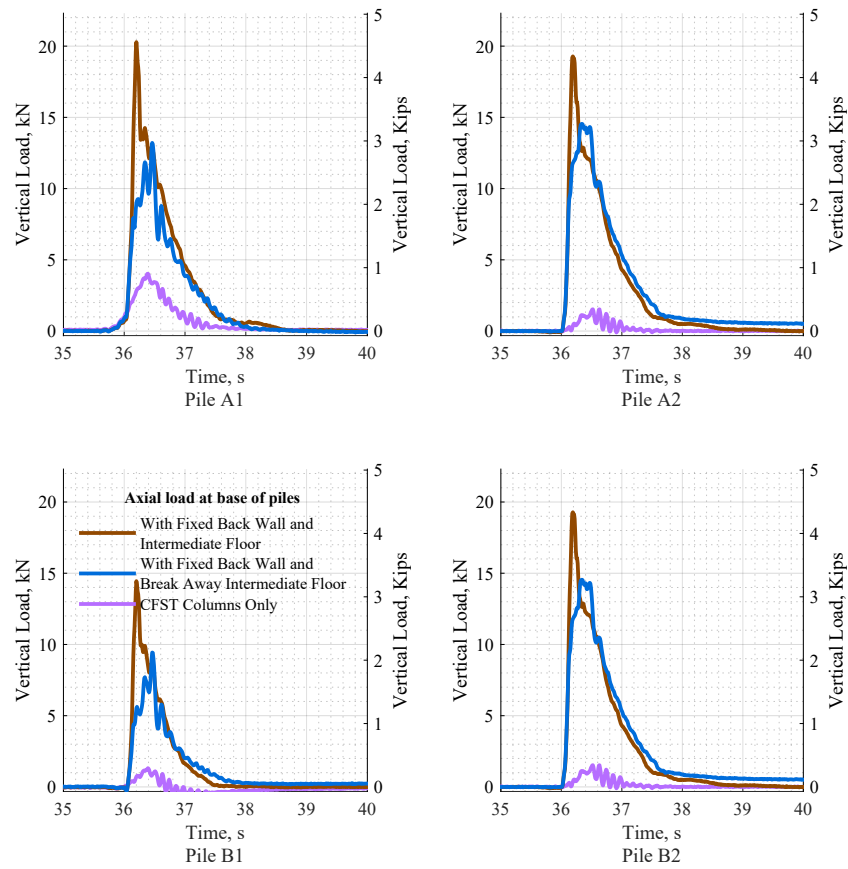 20
15
10
5
0
Vertical Load, kN
5
4
3
2
1
0
Vertical Load, Kips
35 36 37 38 39 40
Time, s
Pile A1
20
15
10
5
0
Vertical Load, kN
5
4
3
2
1
0
Vertical Load, Kips
35 36 37 38 39 40
Time, s
Pile A2
20
15
10
5
0
Vertical Load, kN
Axial load at base of piles
With Fixed Back Wall and
Intermediate Floor
With Fixed Back Wall and
Break Away Intermediate Floor
CFST Columns Only
5
4
3
2
1
0
Vertical Load, Kips
35 36 37 38 39 40
Time, s
Pile B1
20
15
10
5
0
Vertical Load, kN
5
4
3
2
1
0
Vertical Load, Kips
35 36 37 38 39 40
Time, s
Pile B2